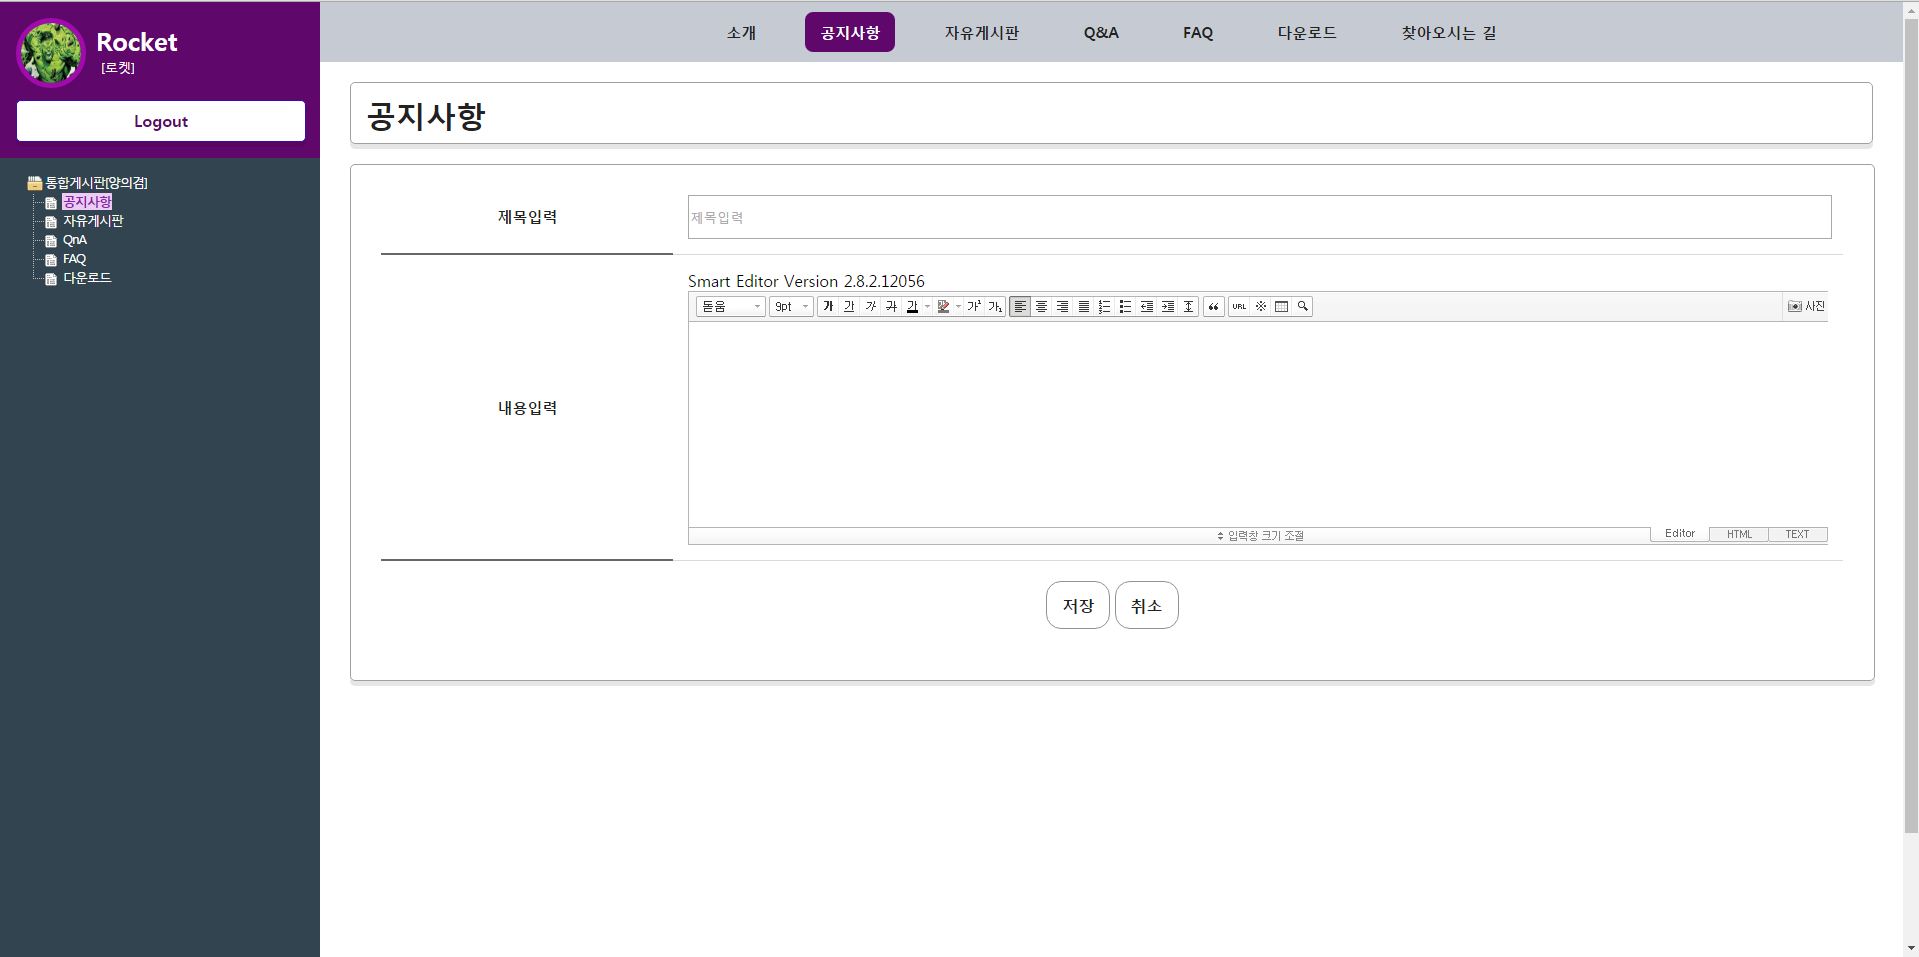 Rocket
[로켓]
Logout
통합게시판[양의겸]
공지사항
자유게시판
QnA
FAQ
다운로드
소개 공지사항 자유게시판 Q&A FAQ 다운로드 찾아오시는 길
공지사항
제목입력 제목입력
Smart Editor Version 2.8.2.12056
돋움 9pt 가 가 가 가 가 가² 가₁ URL ※ 사진
내용입력
입력창 크기 조절 Editor HTML TEXT
저장 취소